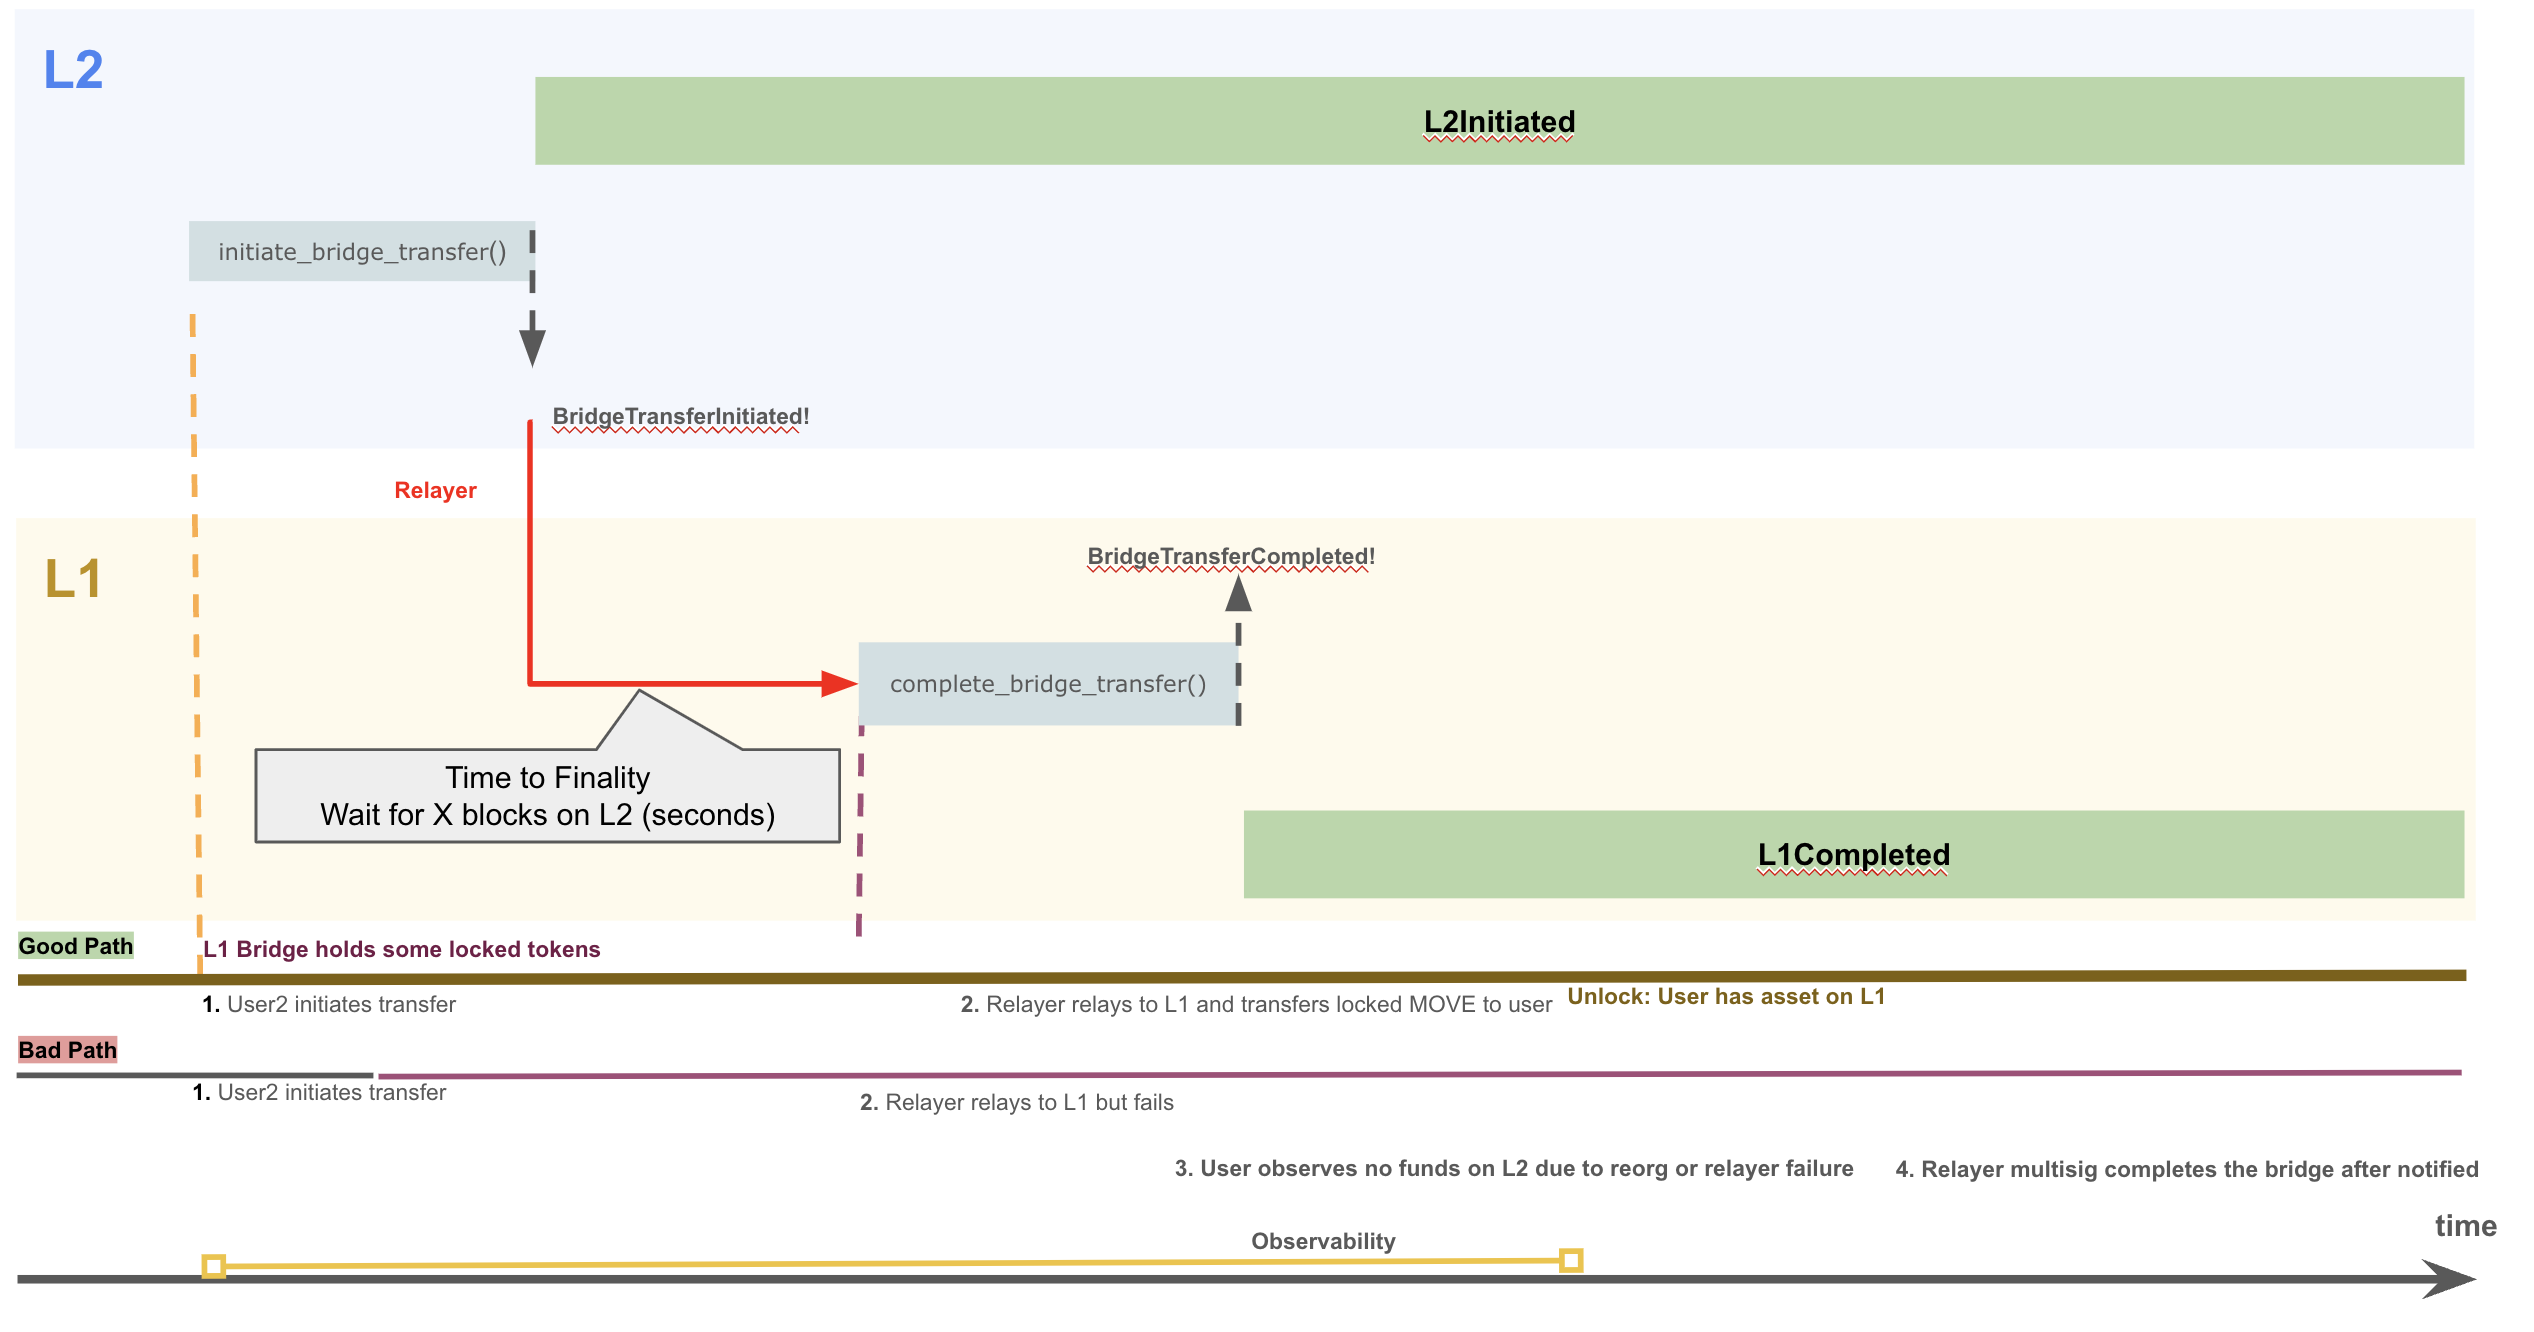 L2
L2Initiated
initiate_bridge_transfer()
BridgeTransferInitiated!
Relayer
L1
BridgeTransferCompleted!
complete_bridge_transfer()
Time to Finality
Wait for X blocks on L2 (seconds)
L1Completed
Good Path
L1 Bridge holds some locked tokens
1. User2 initiates transfer
2. Relayer relays to L1 and transfers locked MOVE to user
Unlock: User has asset on L1
Bad Path
1. User2 initiates transfer
2. Relayer relays to L1 but fails
3. User observes no funds on L2 due to reorg or relayer failure
4. Relayer multisig completes the bridge after notified
time
Observability